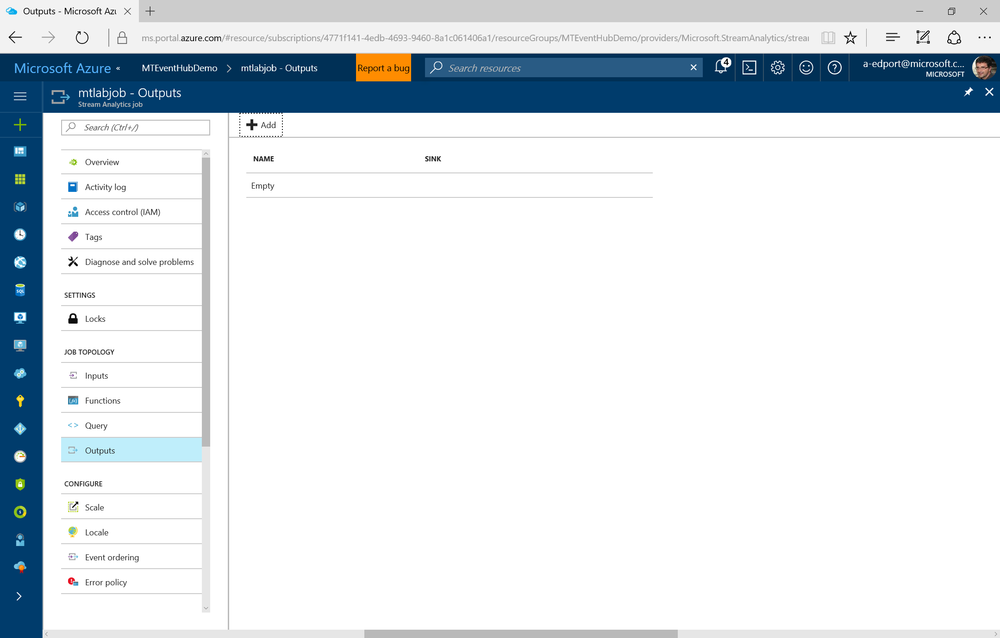 Outputs - Microsoft Azu
ms.portal.azure.com/#resource/subscriptions/4771f141-4edb-4693-9460-8a1c061406a1/resourceGroups/MTEventHubDemo/providers/Microsoft.StreamAnalytics/strea
Microsoft Azure «
MTEventHubDemo > mtlabjob - Outputs
Report a bug
Search resources
4
a-edport@microsoft.c...
MICROSOFT
mtlabjob - Outputs
Stream Analytics job
Search (Ctrl+/)
Add
NAME SINK
Empty
Overview
Activity log
Access control (IAM)
Tags
Diagnose and solve problems
SETTINGS
Locks
JOB TOPOLOGY
Inputs
Functions
Query
Outputs
CONFIGURE
Scale
Locale
Event ordering
Error policy
SQL